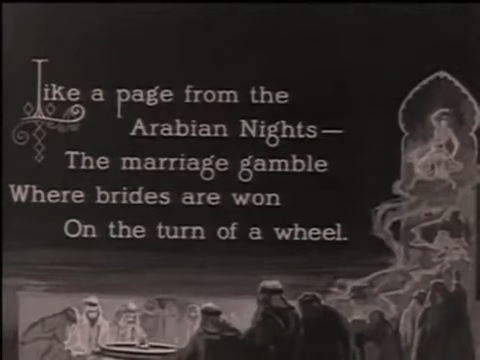 Like a page from the
Arabian Nights—
The marriage gamble
Where brides are won
On the turn of a wheel.